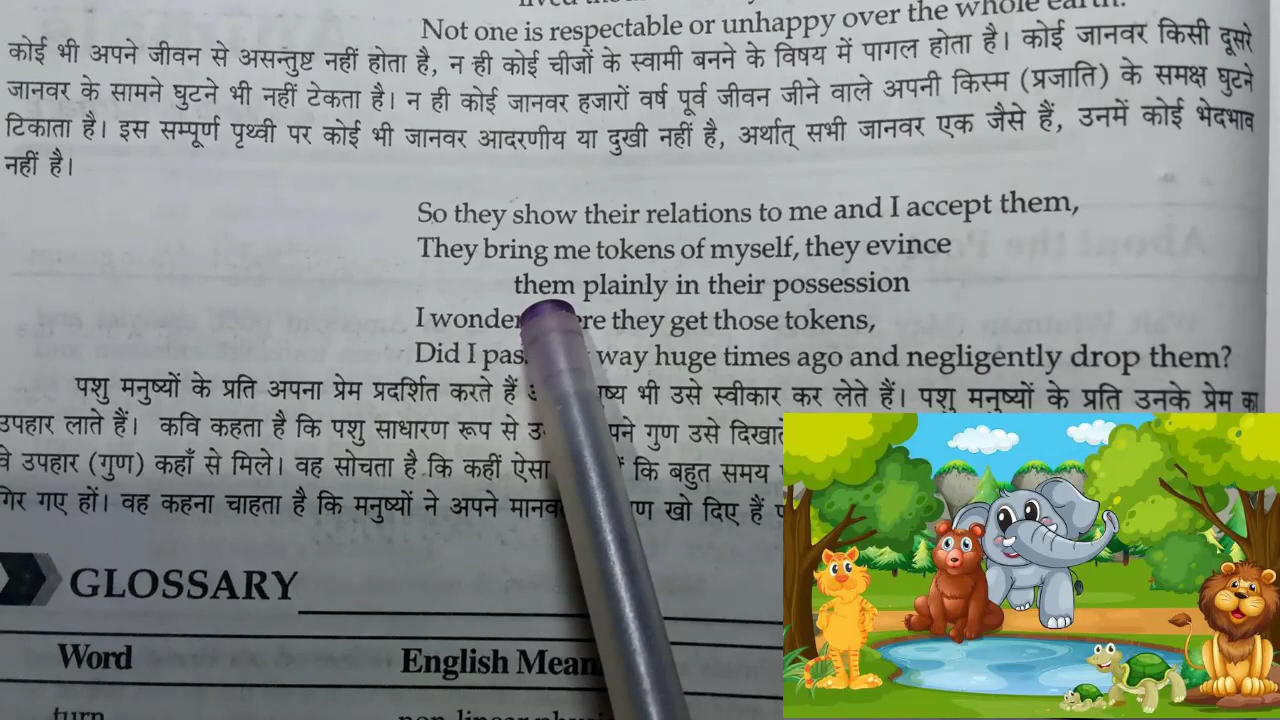 Not one is respectable or unhappy over the whole earth.
कोई भी अपने जीवन से असन्तुष्ट नहीं होता है, न ही कोई चीजों के स्वामी बनने के विषय में पागल होता है। कोई जानवर किसी दूसरे
जानवर के सामने घुटने भी नहीं टेकता है। न ही कोई जानवर हजारों वर्ष पूर्व जीवन जीने वाले अपनी किस्म (प्रजाति) के समक्ष घुटने
टिकाता है। इस सम्पूर्ण पृथ्वी पर कोई भी जानवर आदरणीय या दुखी नहीं है, अर्थात् सभी जानवर एक जैसे हैं, उनमें कोई भेदभाव
नहीं है।
So they show their relations to me and I accept them,
They bring me tokens of myself, they evince
them plainly in their possession
I wonder they get those tokens,
Did I way huge times ago and negligently drop them?
पशु मनुष्यों के प्रति अपना प्रेम प्रदर्शित करते हैं भी उसे स्वीकार कर लेते हैं। पशु मनुष्यों के प्रति उनके प्रेम का
उपहार लाते हैं। कवि कहता है कि पशु साधारण रूप से गुण उसे
उपहार (गुण) कहाँ से मिले। वह सोचता है कि कहीं ऐसा कि बहुत समय
गिर गए हों। वह कहना चाहता है कि मनुष्यों ने अपने खो दिए हैं
GLOSSARY
Word English
turn